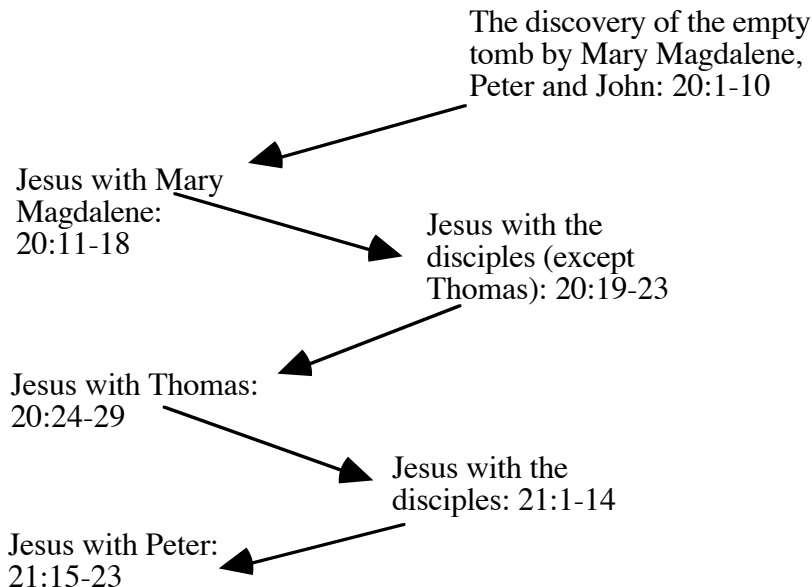 The discovery of the empty
tomb by Mary Magdalene,
Peter and John: 20:1-10
Jesus with Mary
Magdalene:
20:11-18
Jesus with the
disciples (except
Thomas): 20:19-23
Jesus with Thomas:
20:24-29
Jesus with the
disciples: 21:1-14
Jesus with Peter:
21:15-23